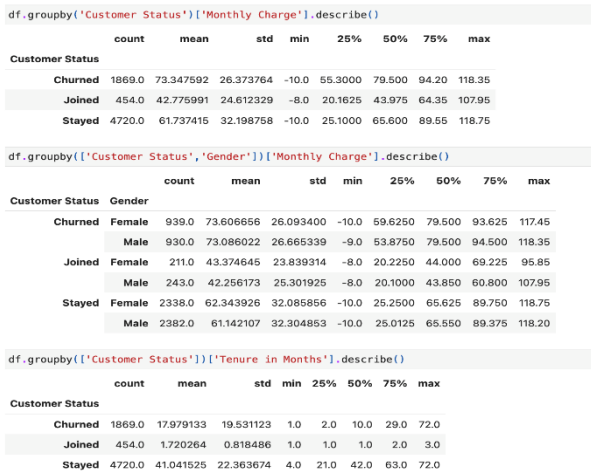 df.groupby('Customer Status')['Monthly Charge'].describe()
count mean std min 25% 50% 75% max
Customer Status
Churned 1869.0 73.347592 26.373764 -10.0 55.3000 79.500 94.20 118.35
Joined 454.0 42.775991 24.612329 -8.0 20.1625 43.975 64.35 107.95
Stayed 4720.0 61.737415 32.198758 -10.0 25.1000 65.600 89.55 118.75
df.groupby(['Customer Status','Gender'])['Monthly Charge'].describe()
count mean std min 25% 50% 75% max
Customer Status Gender
Churned Female 939.0 73.606656 26.093400 -10.0 59.6250 79.500 93.625 117.45
Male 930.0 73.086022 26.665339 -9.0 53.8750 79.500 94.500 118.35
Joined Female 211.0 43.374645 23.839314 -8.0 20.2250 44.000 69.225 95.85
Male 243.0 42.256173 25.301925 -8.0 20.1000 43.850 60.800 107.95
Stayed Female 2338.0 62.343926 32.085856 -10.0 25.2500 65.625 89.750 118.75
Male 2382.0 61.142107 32.304853 -10.0 25.0125 65.550 89.375 118.20
df.groupby(['Customer Status'])['Tenure in Months'].describe()
count mean std min 25% 50% 75% max
Customer Status
Churned 1869.0 17.979133 19.531123 1.0 2.0 10.0 29.0 72.0
Joined 454.0 1.720264 0.818486 1.0 1.0 1.0 2.0 3.0
Stayed 4720.0 41.041525 22.363674 4.0 21.0 42.0 63.0 72.0